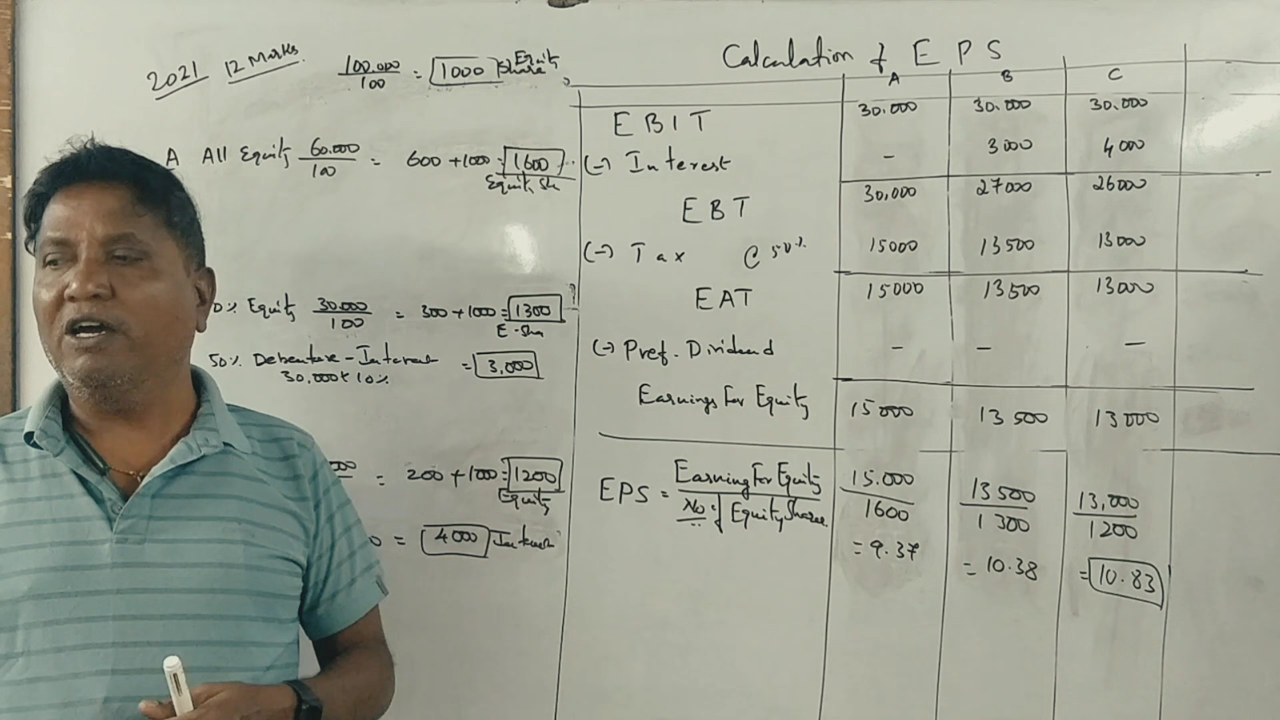 2021 12 Marks
100.000 / 100 = 1000 Equity Share
A All Equity 60.000 / 100 = 600 + 1000 = 1600
Equity Sh
0% Equity 30.000 / 100 = 300 + 1000 = 1300
E. Sha
50% Debenture - Interest = 3,000
30,000 x 10%
= 200 + 1000 = 1200
Equity
0 = 4000 Interest
Calculation of E P S
A B C
EBIT 30.000 30.000 30.000
(-) Interest - 3000 4000
EBT 30,000 27000 26000
(-) Tax @ 50% 15000 13500 13000
EAT 15000 13500 13000
(-) Pref. Dividend - - -
Earnings For Equity 15000 13500 13000
EPS = Earning For Equity / No. of Equity Shares 15.000 / 1600 13500 / 1300 13,000 / 1200
= 9.37 = 10.38 = 10.83